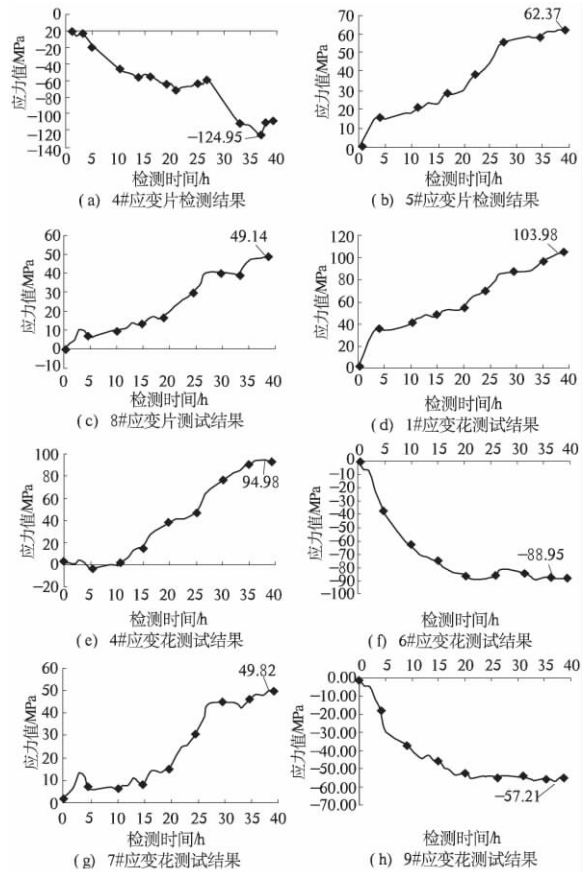 20
0
−20
−40
−60
−80
−100
−120
−140
应力值/MPa
−124.95
0 5 10 15 20 25 30 35 40
检测时间/h
(a) 4#应变片检测结果
70
60
50
40
30
20
10
0
应力值/MPa
62.37
0 5 10 15 20 25 30 35 40
检测时间/h
(b) 5#应变片检测结果
60
50
40
30
20
10
0
−10
应力值/MPa
49.14
5 10 15 20 25 30 35 40
检测时间/h
(c) 8#应变片测试结果
120
100
80
60
40
20
0
应力值/MPa
103.98
0 5 10 15 20 25 30 35 40
检测时间/h
(d) 1#应变花测试结果
100
80
60
40
20
0
−20
应力值/MPa
94.98
0 5 10 15 20 25 30 35 40
检测时间/h
(e) 4#应变花测试结果
0 5 10 15 20 25 30 35 40
0
−10
−20
−30
−40
−50
−60
−70
−80
−90
−100
应力值/MPa
−88.95
检测时间/h
(f) 6#应变花测试结果
60
50
40
30
20
10
0
应力值/MPa
49.82
0 5 10 15 20 25 30 35 40
检测时间/h
(g) 7#应变花测试结果
0 5 10 15 20 25 30 35 40
0.00
−10.00
−20.00
−30.00
−40.00
−50.00
−60.00
−70.00
应力值/MPa
−57.21
检测时间/h
(h) 9#应变花测试结果